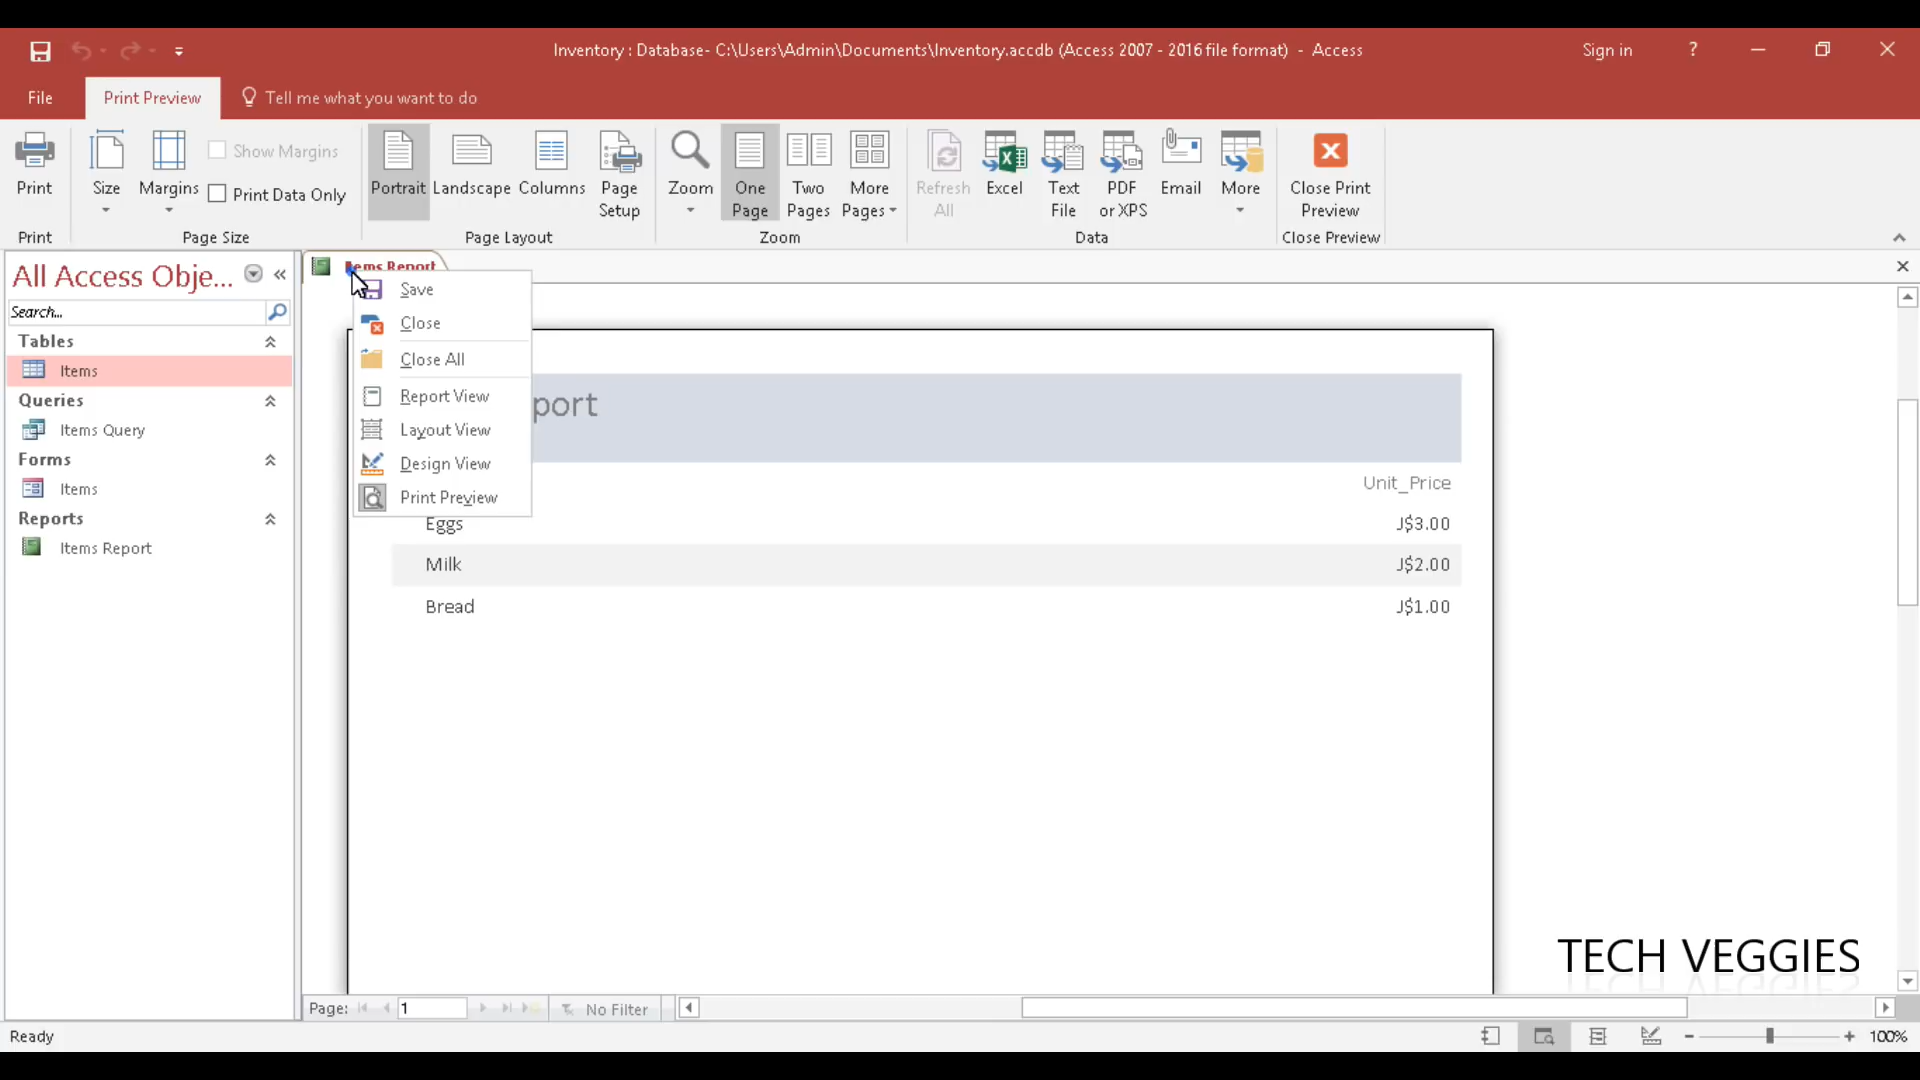 Inventory : Database- C:\Users\Admin\Documents\Inventory.accdb (Access 2007 - 2016 file format) - Access
Sign in
?
File
Print Preview
Tell me what you want to do
Print
Size
Margins
Show Margins
Print Data Only
Portrait
Landscape
Columns
Page
Setup
Zoom
One
Page
Two
Pages
More
Pages
Refresh
All
Excel
Text
File
PDF
or XPS
Email
More
Close Print
Preview
Print
Page Size
Page Layout
Zoom
Data
Close Preview
All Access Obje...
Search...
Tables
Items
Queries
Items Query
Forms
Items
Reports
Items Report
Items Report
Save
Close
Close All
Report View
Layout View
Design View
Print Preview
port
Unit_Price
Eggs
J$3.00
Milk
J$2.00
Bread
J$1.00
TECH VEGGIES
Page:
1
No Filter
Ready
100%